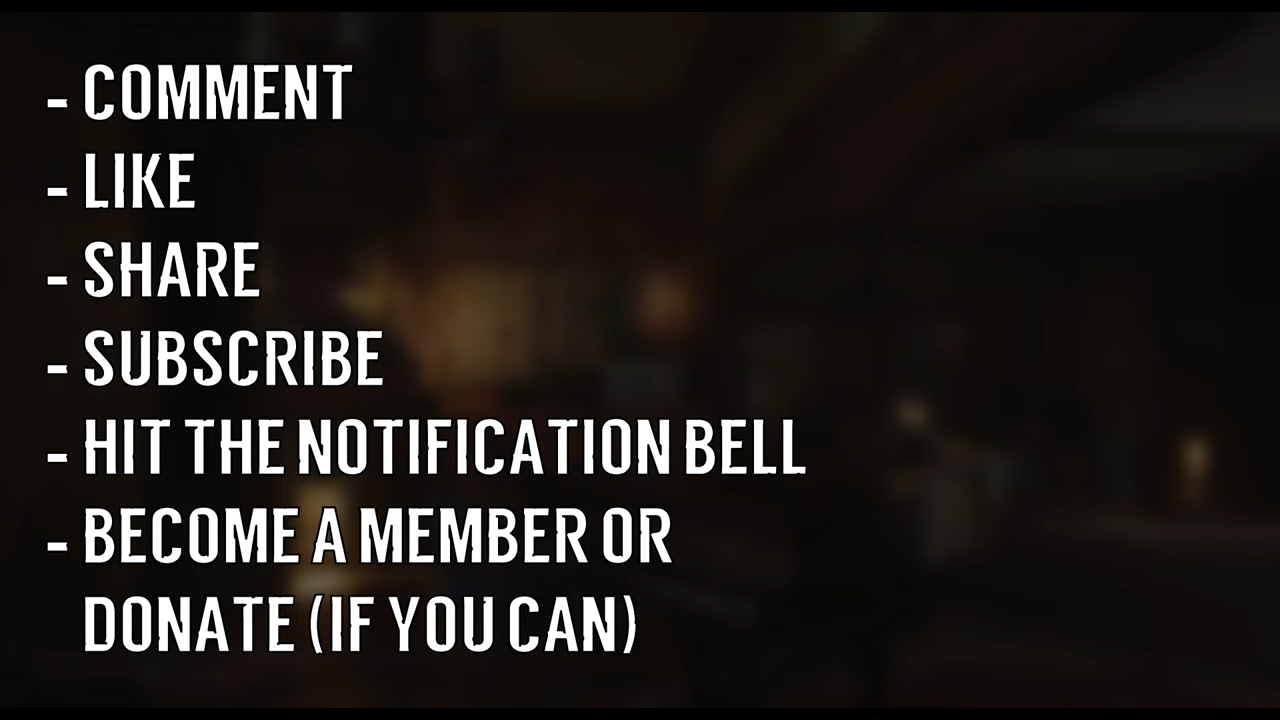 - COMMENT
- LIKE
- SHARE
- SUBSCRIBE
- HIT THE NOTIFICATION BELL
- BECOME A MEMBER OR
DONATE (IF YOU CAN)